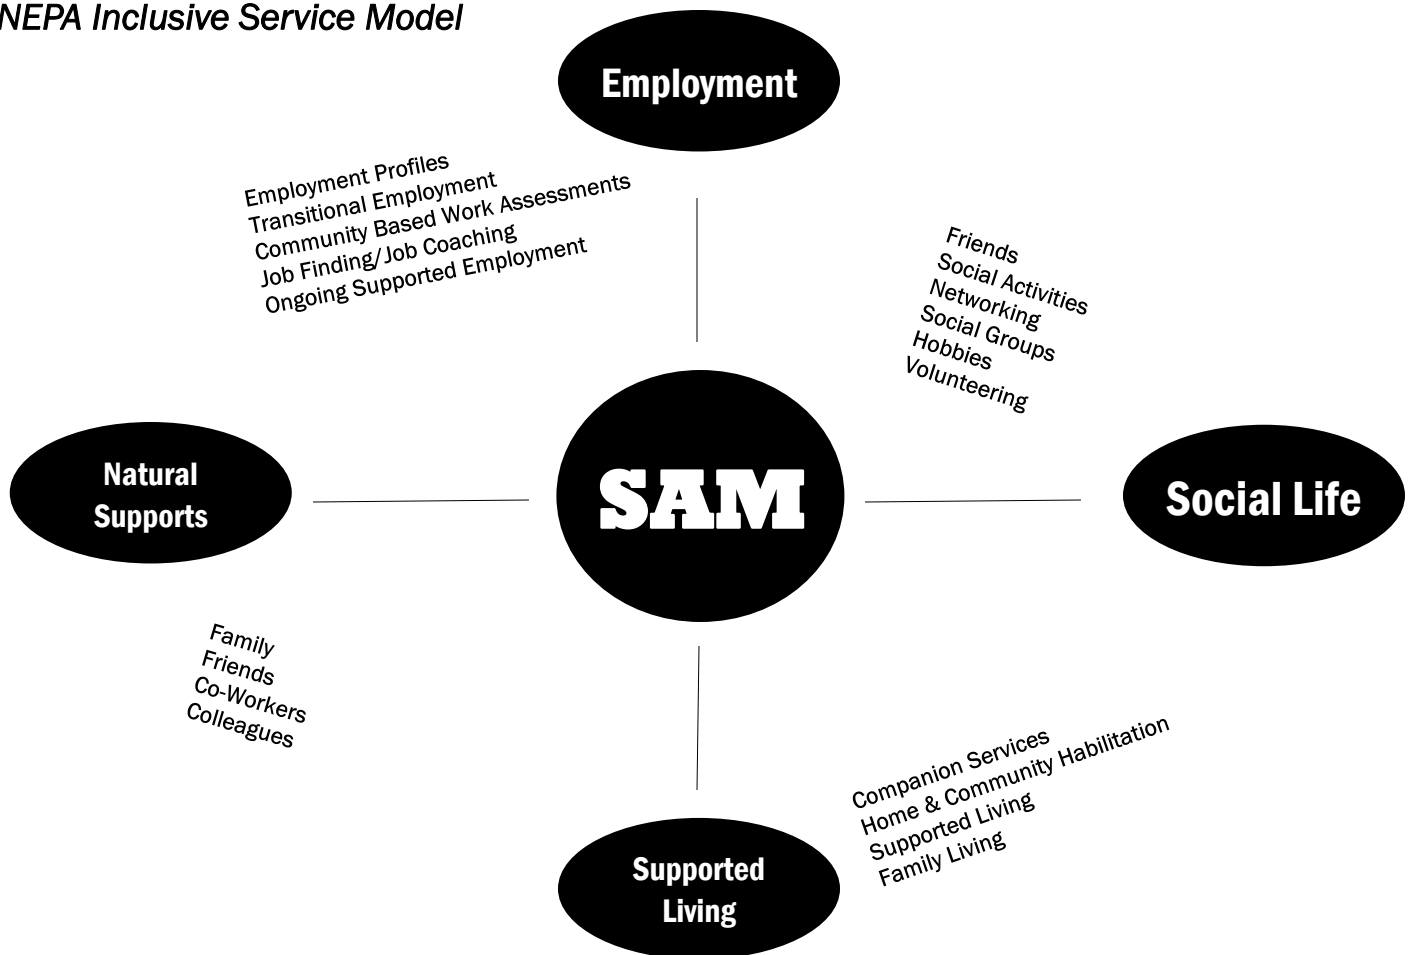 NEPA Inclusive Service Model
Employment
Employment Profiles
Transitional Employment
Community Based Work Assessments
Job Finding/Job Coaching
Ongoing Supported Employment
Friends
Social Activities
Networking
Social Groups
Hobbies
Volunteering
Natural
Supports
SAM
Social Life
Family
Friends
Co-Workers
Colleagues
Companion Services
Home & Community Habilitation
Supported Living
Family Living
Supported
Living